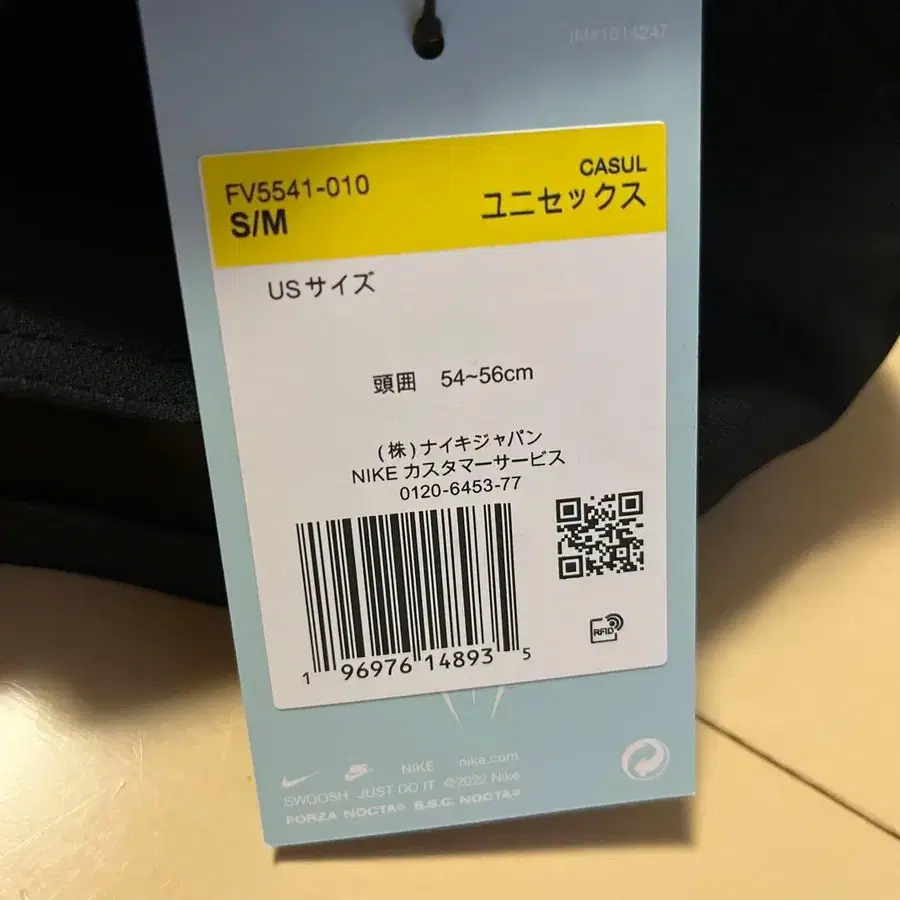 IM#1014247
FV5541-010
CASUL
S/M
ユニセックス
USサイズ
頭囲 54~56cm
(株)ナイキジャパン
NIKE カスタマーサービス
0120-6453-77
1 96976 14893 5
RFID
NIKE nike.com
SWOOSH JUST DO IT ©2022 Nike
FORZA NOCTA® S.S.C. NOCTA®